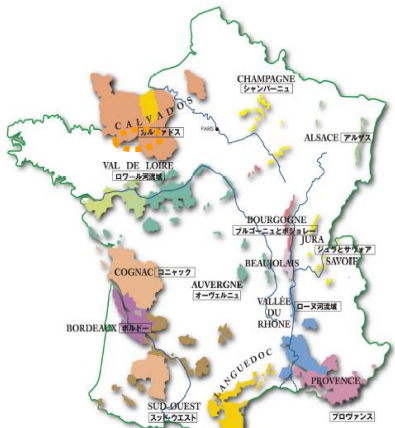 CHAMPAGNE
シャンパーニュ
CALVADOS
カルヴァドス
PARIS
ALSACE アルザス
VAL DE LOIRE
ロワール河流域
BOURGOGNE
ブルゴーニュとボジョレー
JURA ジュラとサヴォア
BEAUJOLAIS
SAVOIE
COGNAC コニャック
AUVERGNE
オーヴェルニュ
VALLÉE
DU
RHÔNE
ローヌ河流域
BORDEAUX ボルドー
LANGUEDOC
PROVENCE
プロヴァンス
SUD-OUEST
スッド・ウエスト